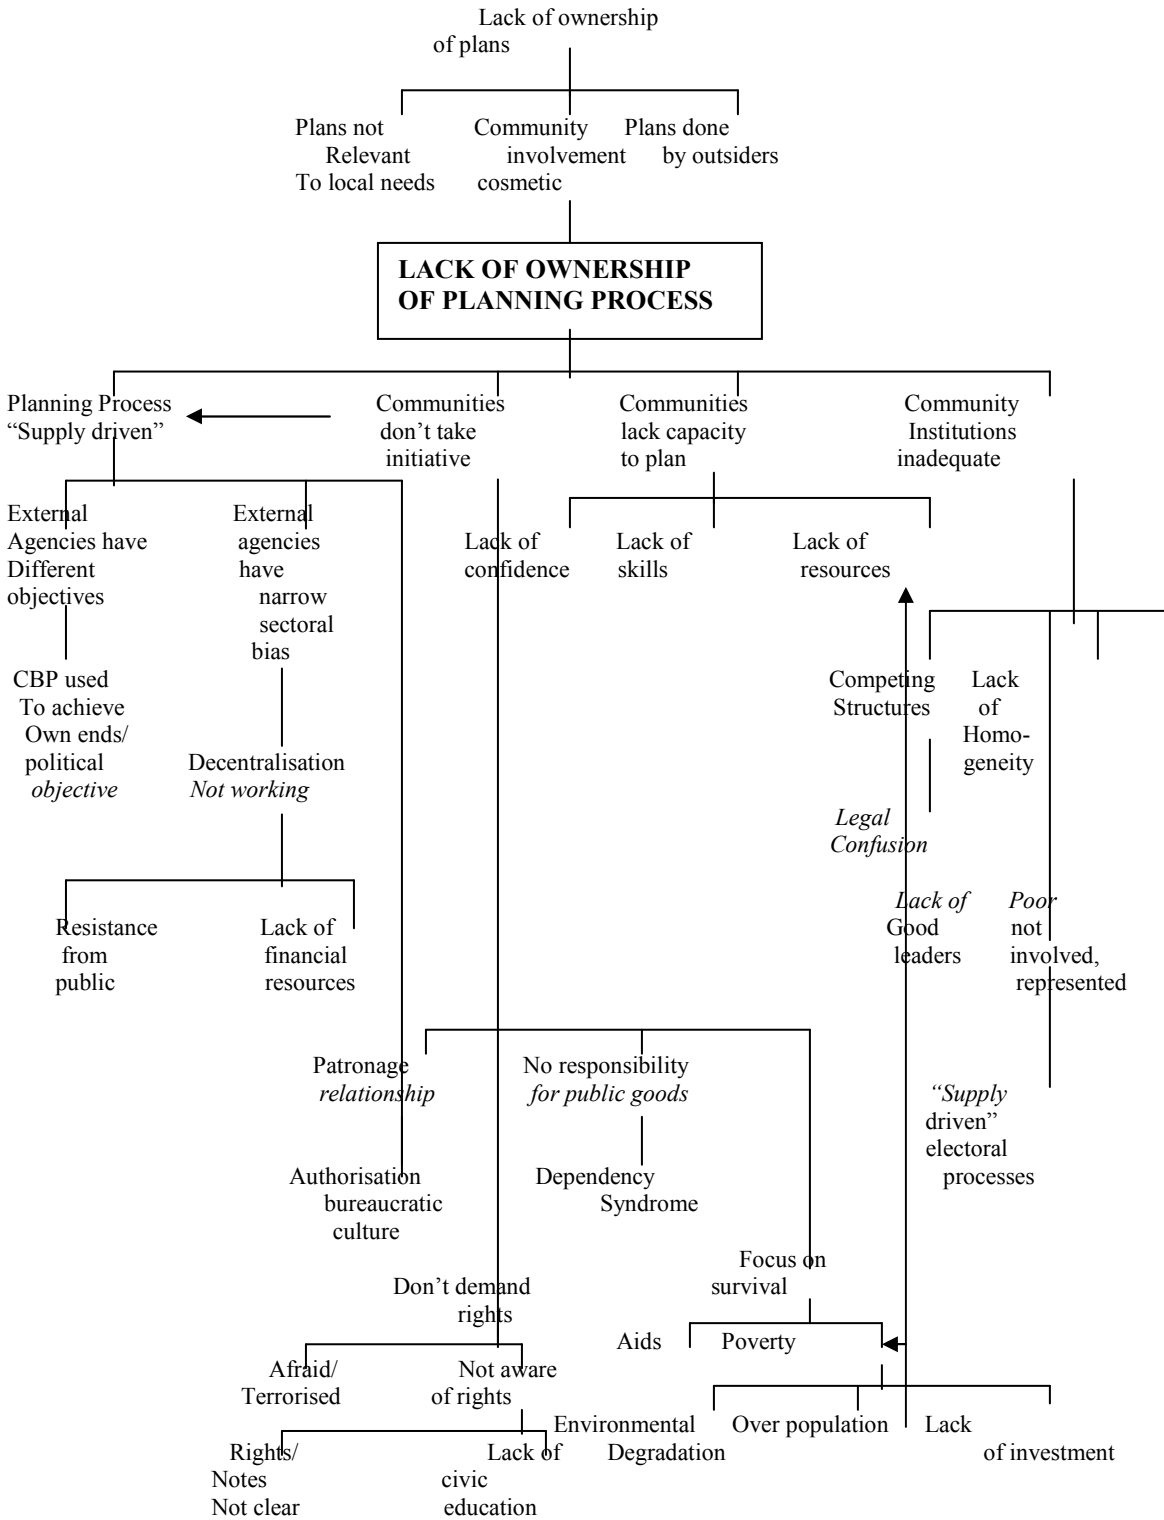 Lack of ownership
of plans
Plans not
Relevant
To local needs
Community
involvement
cosmetic
Plans done
by outsiders
LACK OF OWNERSHIP
OF PLANNING PROCESS
Planning Process
“Supply driven”
Communities
don’t take
initiative
Communities
lack capacity
to plan
Community
Institutions
inadequate
External
Agencies have
Different
objectives
External
agencies
have
narrow
sectoral
bias
Lack of
confidence
Lack of
skills
Lack of
resources
CBP used
To achieve
Own ends/
political
objective
Decentralisation
Not working
Competing
Structures
Lack
of
Homo-
geneity
Legal
Confusion
Resistance
from
public
Lack of
financial
resources
Lack of
Good
leaders
Poor
not
involved,
represented
Patronage
relationship
No responsibility
for public goods
“Supply
driven”
electoral
processes
Authorisation
bureaucratic
culture
Dependency
Syndrome
Focus on
survival
Don’t demand
rights
Aids
Poverty
Afraid/
Terrorised
Not aware
of rights
Environmental
Degradation
Over population
Lack
of investment
Rights/
Notes
Not clear
Lack of
civic
education